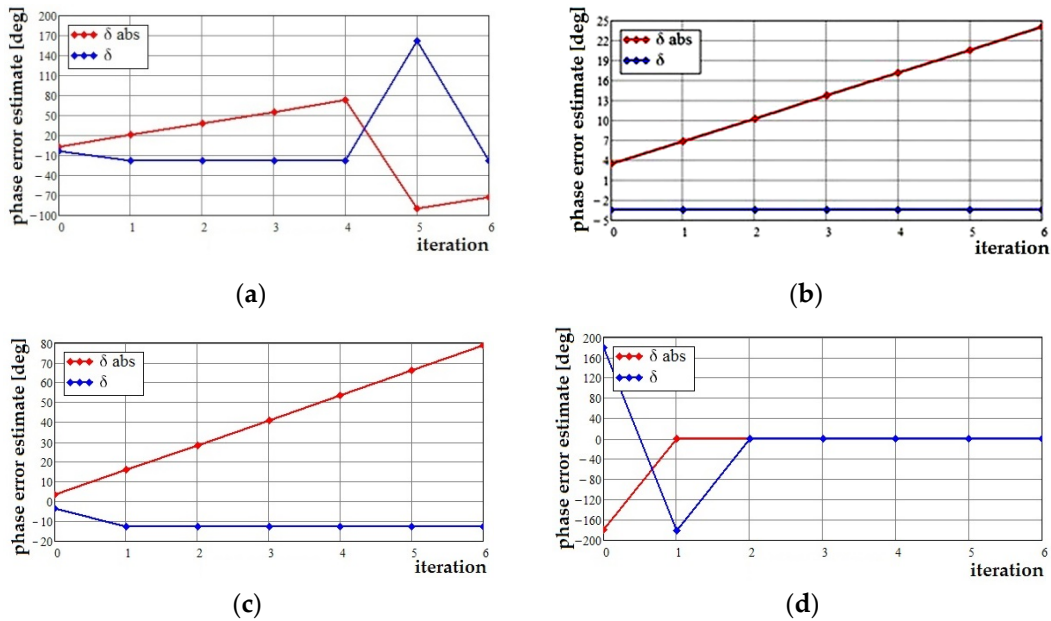 phase error estimate [deg]
200
170
140
110
80
50
20
−10
−40
−70
−100
δ abs
δ
0 1 2 3 4 5 6
iteration
(a)
phase error estimate [deg]
25
22
19
16
13
10
7
4
1
−2
−5
δ abs
δ
0 1 2 3 4 5 6
iteration
(b)
phase error estimate [deg]
80
70
60
50
40
30
20
10
0
−10
−20
δ abs
δ
0 1 2 3 4 5 6
iteration
(c)
phase error estimate [deg]
200
160
120
80
40
0
−40
−80
−120
−160
−200
δ abs
δ
0 1 2 3 4 5 6
iteration
(d)